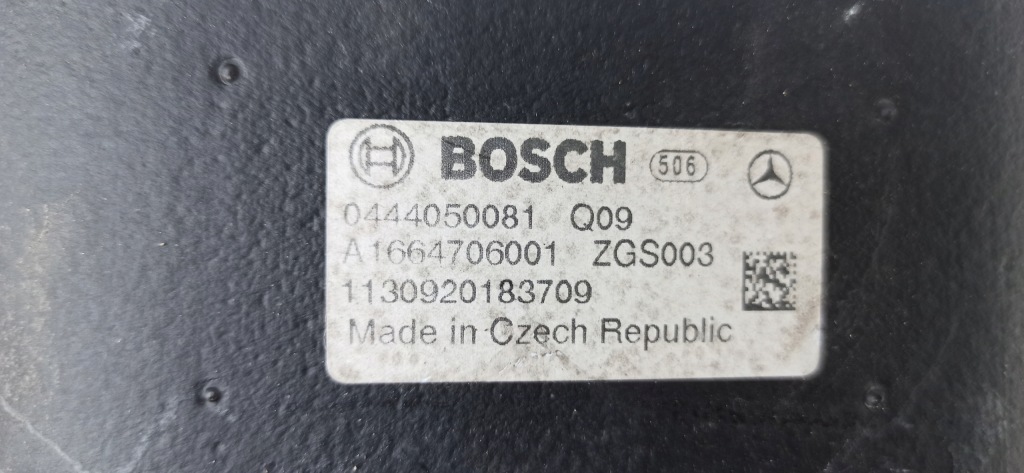 BOSCH 506
0444050081 Q09
A1664706001 ZGS003
1130920183709
Made in Czech Republic